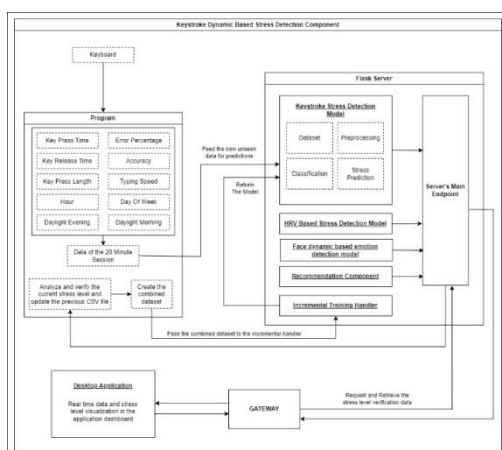 Keystroke Dynamic Based Stress Detection Component
Keyboard
Program
Key Press Time
Error Percentage
Key Release Time
Accuracy
Key Press Length
Typing Speed
Hour
Day Of Week
Daylight Evening
Daylight Morning
Data of the 20 Minute
Session
Analyze and verify the
current stress level and
update the previous CSV file
Create the
combined
dataset
Feed the new unseen
data for predictions
Retrain
The Model
Pass the combined dataset to the incremental handler
Flask Server
Keystroke Stress Detection
Model
Dataset
Preprocessing
Classification
Stress
Prediction
HRV Based Stress Detection Model
Face dynamic based emotion
detection model
Recommendation Component
Incremental Training Handler
Server's Main
Endpoint
Desktop Application
Real time data and stress
level visualization in the
application dashboard
GATEWAY
Request and Retrieve the
stress level verification data